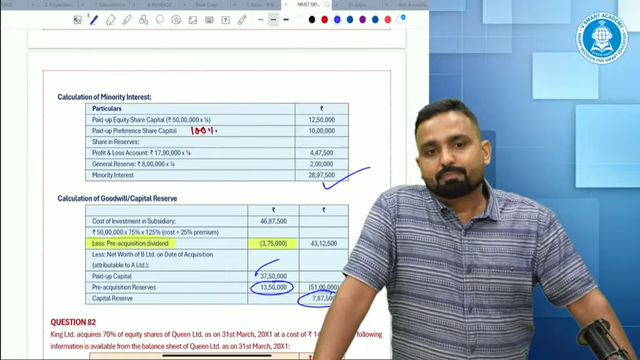 MUST DO...
V'SMART ACADEMY
Calculation of Minority Interest:
Particulars ₹
Paid-up Equity Share Capital (₹ 50,00,000 x ¼) 12,50,000
Paid-up Preference Share Capital 100% 10,00,000
Share in Reserves:
Profit & Loss Account: ₹ 17,90,000 x ¼ 4,47,500
General Reserve: ₹ 8,00,000 x ¼ 2,00,000
Minority Interest 28,97,500
Calculation of Goodwill/Capital Reserve
₹ ₹
Cost of Investment in Subsidiary: 46,87,500
₹ 50,00,000 x 75% x 125% (cost + 25% premium)
Less: Pre-acquisition dividend (3,75,000) 43,12,500
Less: Net Worth of B Ltd. on Date of Acquisition
(attributable to A Ltd.):
Paid-up Capital 37,50,000
Pre-acquisition Reserves 13,50,000 (51,00,000)
Capital Reserve 7,87,500
QUESTION 82
King Ltd. acquires 70% of equity shares of Queen Ltd. as on 31st March, 20X1 at a cost of ₹ following
information is available from the balance sheet of Queen Ltd. as on 31st March, 20X1: